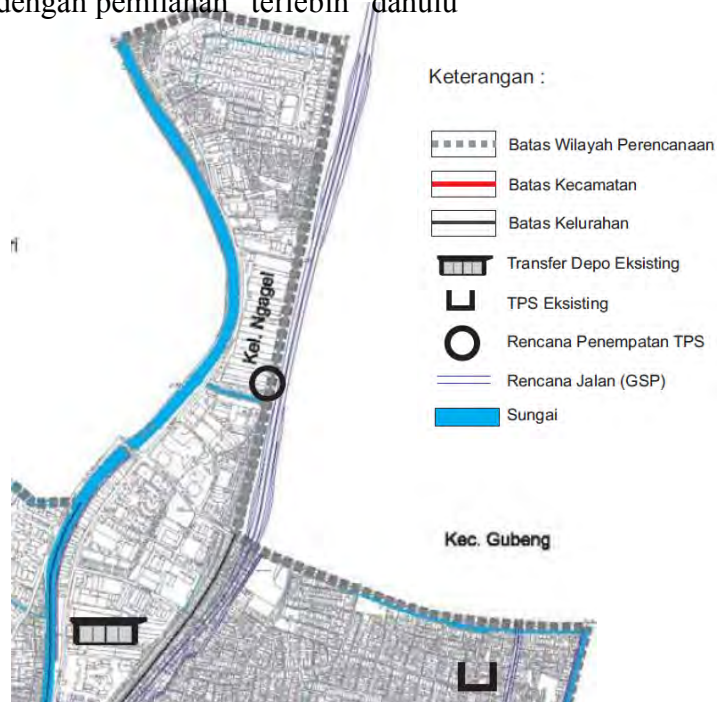 dengan pemilahan terlebih dahulu
Keterangan :
Batas Wilayah Perencanaan
Batas Kecamatan
Batas Kelurahan
Transfer Depo Eksisting
TPS Eksisting
Rencana Penempatan TPS
Rencana Jalan (GSP)
Sungai
ri
Kel. Ngagel
Kec. Gubeng